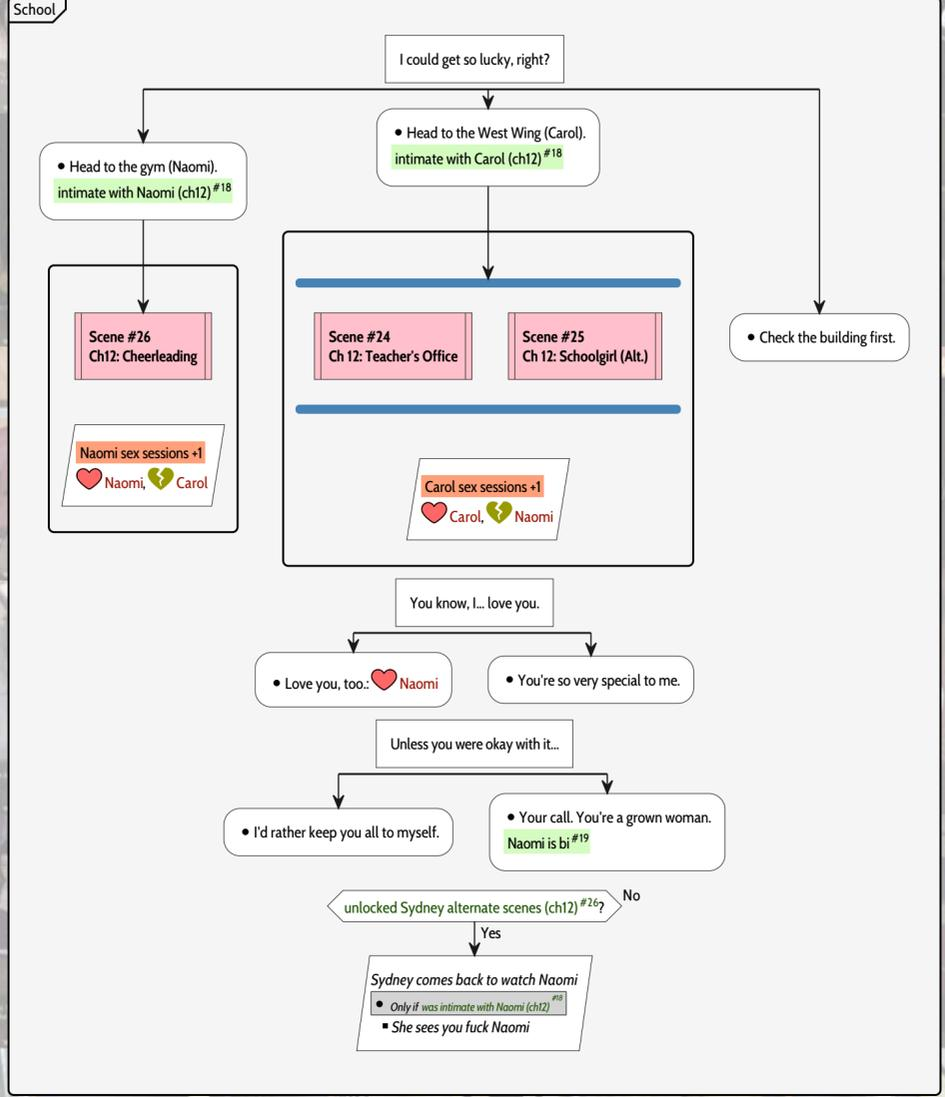 School
I could get so lucky, right?
• Head to the gym (Naomi).
intimate with Naomi (ch12) #18
• Head to the West Wing (Carol).
intimate with Carol (ch12) #18
• Check the building first.
Scene #26
Ch12: Cheerleading
Naomi sex sessions +1
Naomi, Carol
Scene #24
Ch 12: Teacher's Office
Scene #25
Ch 12: Schoolgirl (Alt.)
Carol sex sessions +1
Carol, Naomi
You know, I... love you.
• Love you, too.: Naomi
• You're so very special to me.
Unless you were okay with it...
• I'd rather keep you all to myself.
• Your call. You're a grown woman.
Naomi is bi #19
unlocked Sydney alternate scenes (ch12) #26?
No
Yes
Sydney comes back to watch Naomi
• Only if was intimate with Naomi (ch12) #18
▪ She sees you fuck Naomi